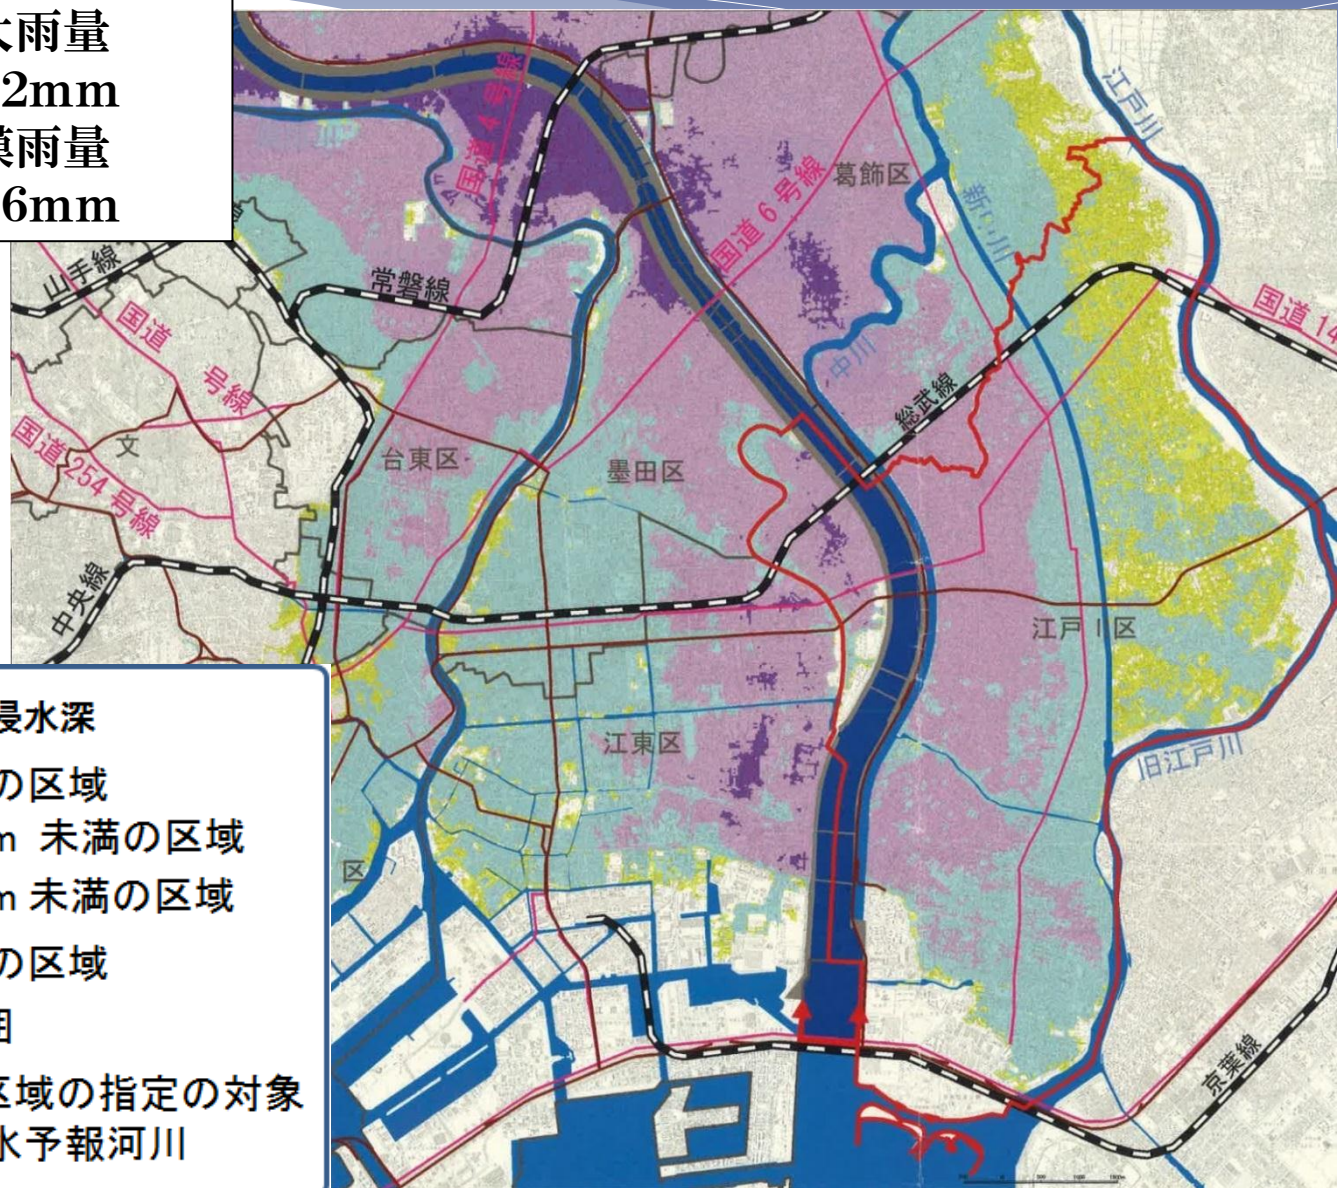 大雨量
2mm
雨量
6mm
国道4号線
江戸川
国道6号線
葛飾区
新
川
山手線
常磐線
国道14
国道
号線
中川
総武線
文
台東区
墨田区
国道254号線
中央線
江戸
区
浸水深
の区域
m 未満の区域
m 未満の区域
の区域
区域の指定の対象
水予報河川
江東区
旧江戸川
区
京葉線